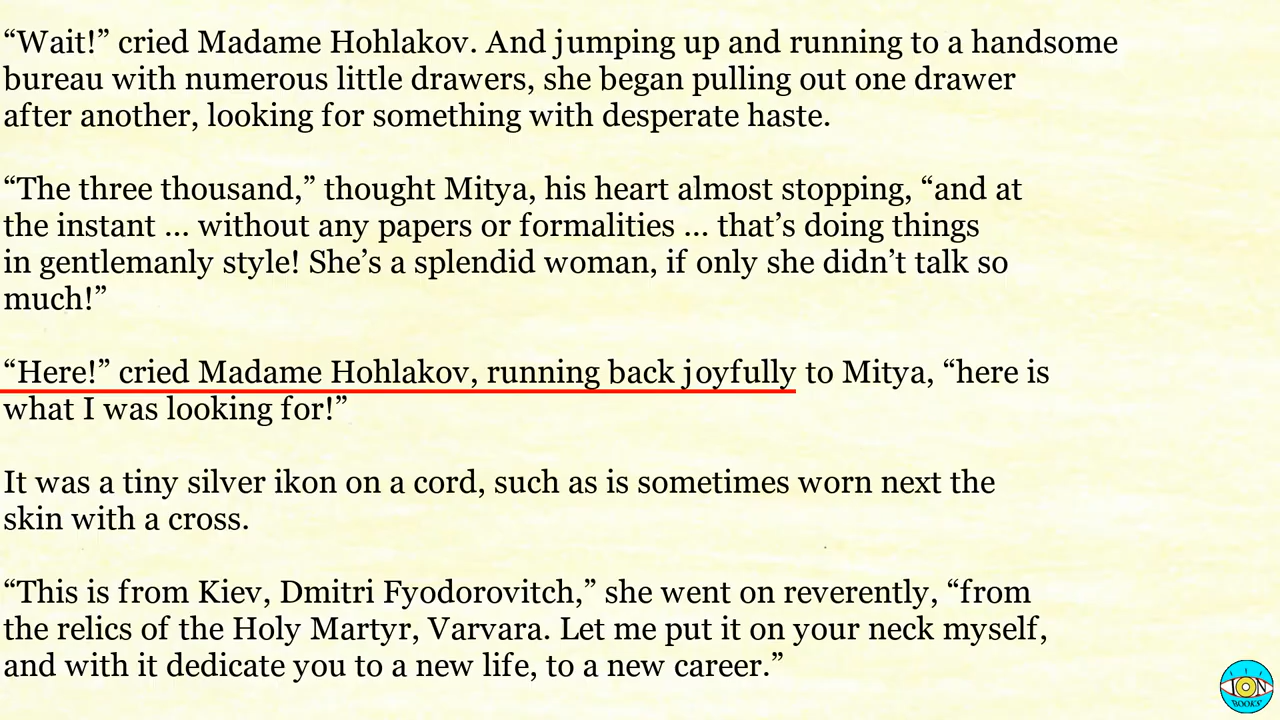 “Wait!” cried Madame Hohlakov. And jumping up and running to a handsome
bureau with numerous little drawers, she began pulling out one drawer
after another, looking for something with desperate haste.
“The three thousand,” thought Mitya, his heart almost stopping, “and at
the instant ... without any papers or formalities ... that’s doing things
in gentlemanly style! She’s a splendid woman, if only she didn’t talk so
much!”
“Here!” cried Madame Hohlakov, running back joyfully to Mitya, “here is
what I was looking for!”
It was a tiny silver ikon on a cord, such as is sometimes worn next the
skin with a cross.
“This is from Kiev, Dmitri Fyodorovitch,” she went on reverently, “from
the relics of the Holy Martyr, Varvara. Let me put it on your neck myself,
and with it dedicate you to a new life, to a new career.”
ION
BOOKS